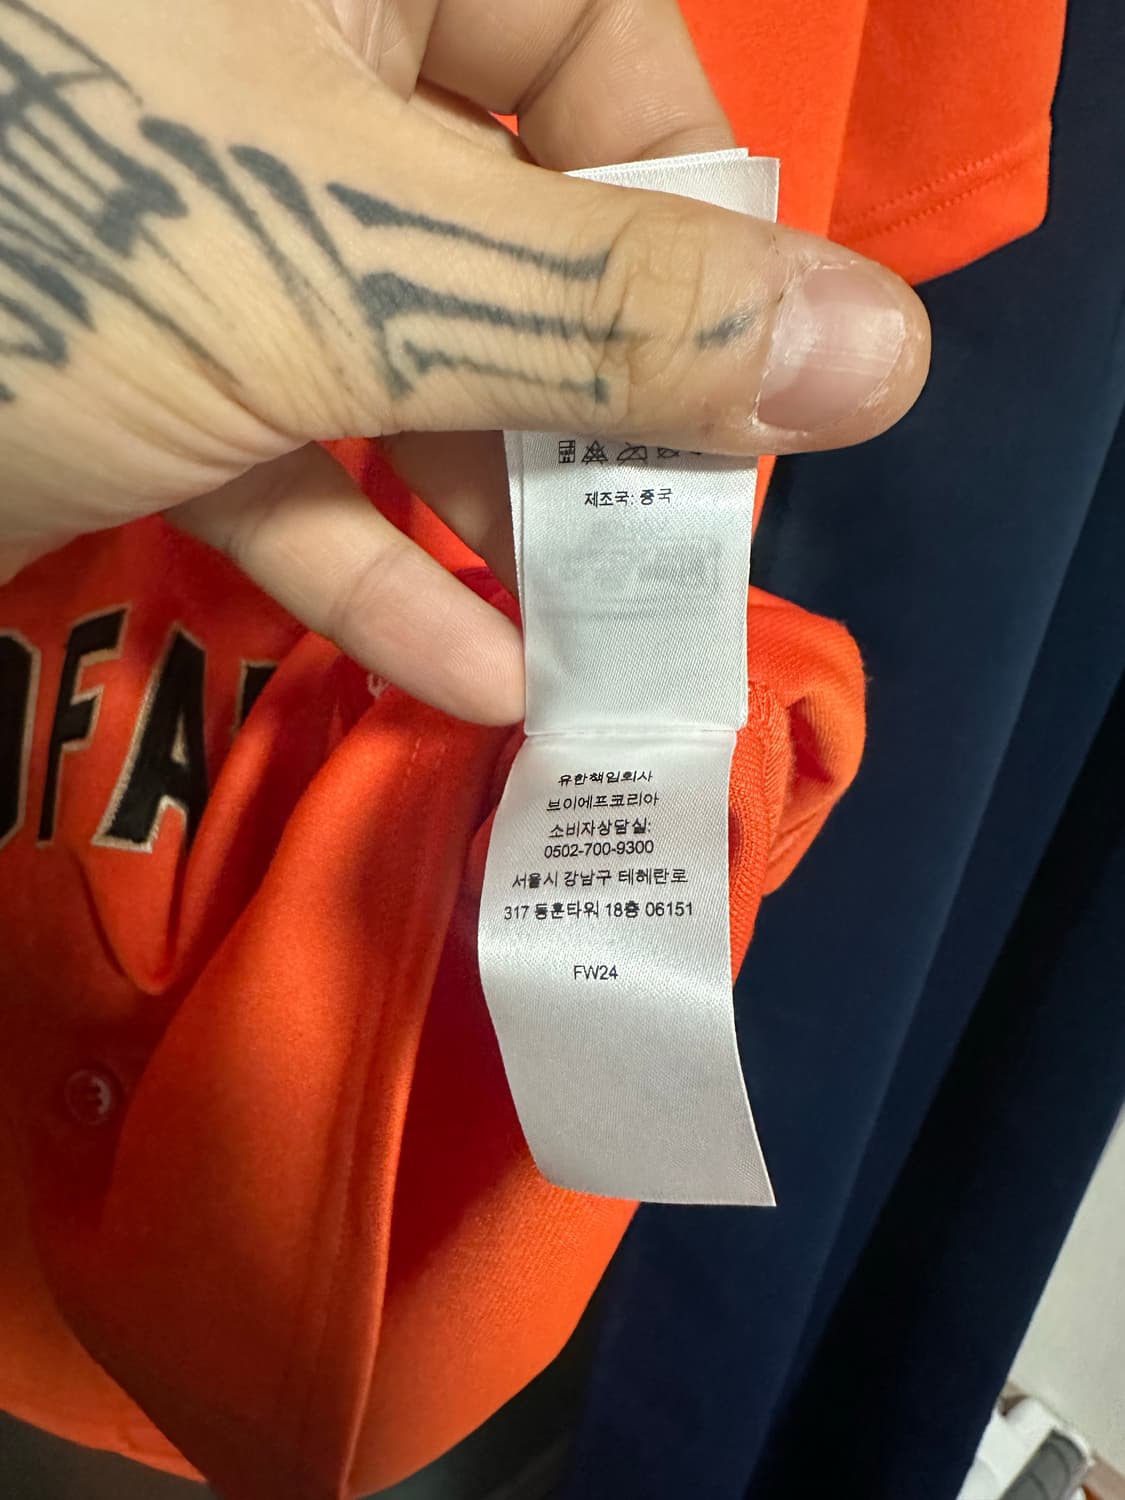 제조국: 중국
유한책임회사
브이에프코리아
소비자상담실:
0502-700-9300
서울시 강남구 테헤란로
317 동훈타워 18층 06151
FW24
FA